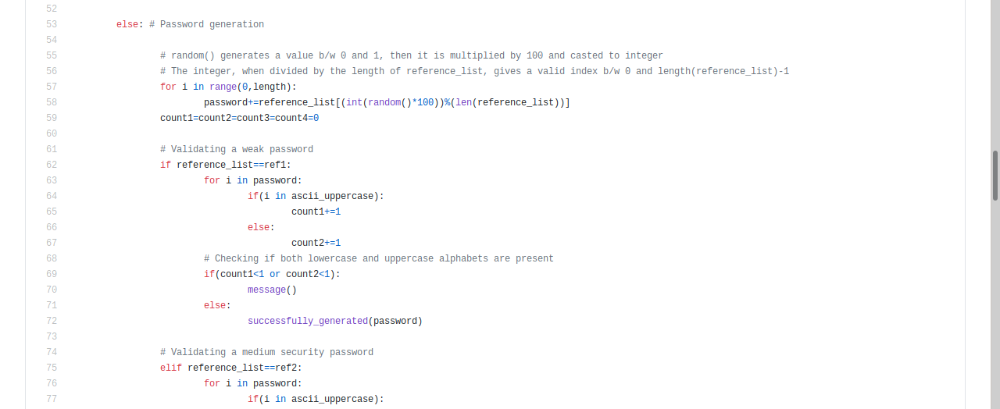 52
53 else: # Password generation
54
55 # random() generates a value b/w 0 and 1, then it is multiplied by 100 and casted to integer
56 # The integer, when divided by the length of reference_list, gives a valid index b/w 0 and length(reference_list)-1
57 for i in range(0,length):
58 password+=reference_list[(int(random()*100))%(len(reference_list))]
59 count1=count2=count3=count4=0
60
61 # Validating a weak password
62 if reference_list==ref1:
63 for i in password:
64 if(i in ascii_uppercase):
65 count1+=1
66 else:
67 count2+=1
68 # Checking if both lowercase and uppercase alphabets are present
69 if(count1<1 or count2<1):
70 message()
71 else:
72 successfully_generated(password)
73
74 # Validating a medium security password
75 elif reference_list==ref2:
76 for i in password:
77 if(i in ascii_uppercase):